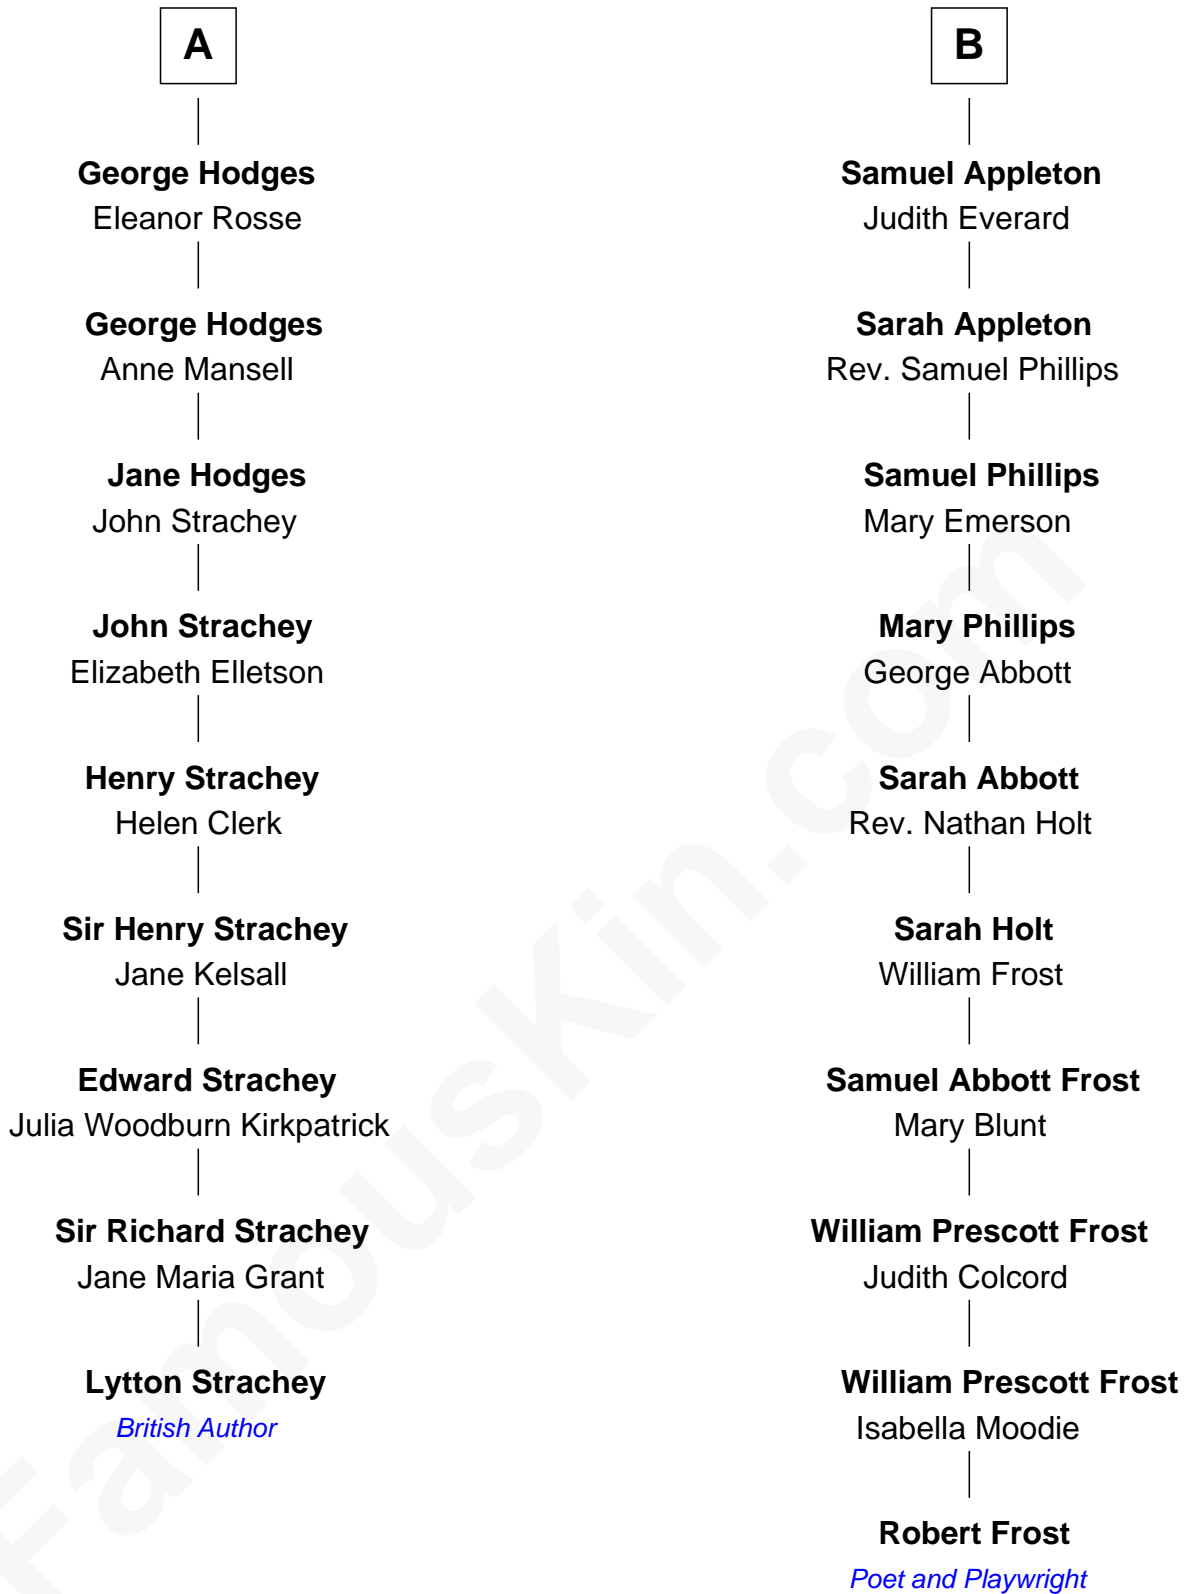 A
George Hodges
Eleanor Rosse
George Hodges
Anne Mansell
Jane Hodges
John Strachey
John Strachey
Elizabeth Elletson
Henry Strachey
Helen Clerk
Sir Henry Strachey
Jane Kelsall
Edward Strachey
Julia Woodburn Kirkpatrick
Sir Richard Strachey
Jane Maria Grant
Lytton Strachey
British Author
B
Samuel Appleton
Judith Everard
Sarah Appleton
Rev. Samuel Phillips
Samuel Phillips
Mary Emerson
Mary Phillips
George Abbott
Sarah Abbott
Rev. Nathan Holt
Sarah Holt
William Frost
Samuel Abbott Frost
Mary Blunt
William Prescott Frost
Judith Colcord
William Prescott Frost
Isabella Moodie
Robert Frost
Poet and Playwright
FamousKin.com